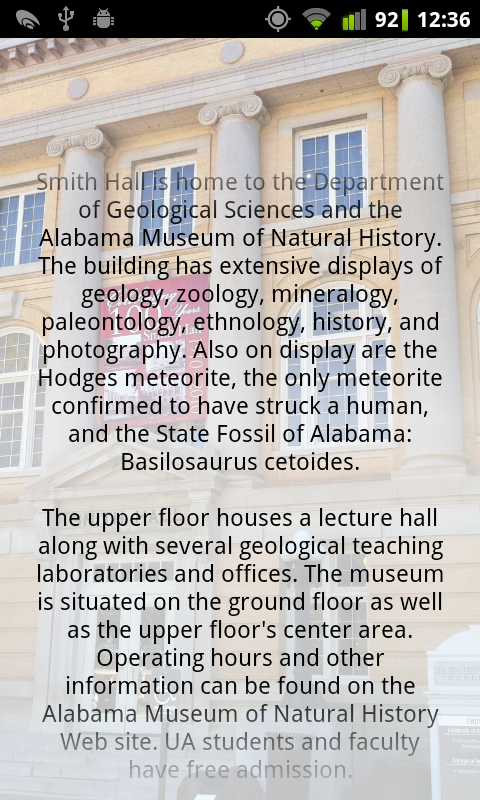 92 12:36
Smith Hall is home to the Department
of Geological Sciences and the
Alabama Museum of Natural History.
The building has extensive displays of
geology, zoology, mineralogy,
paleontology, ethnology, history, and
photography. Also on display are the
Hodges meteorite, the only meteorite
confirmed to have struck a human,
and the State Fossil of Alabama:
Basilosaurus cetoides.
The upper floor houses a lecture hall
along with several geological teaching
laboratories and offices. The museum
is situated on the ground floor as well
as the upper floor's center area.
Operating hours and other
information can be found on the
Alabama Museum of Natural History
Web site. UA students and faculty
have free admission.
100
Years